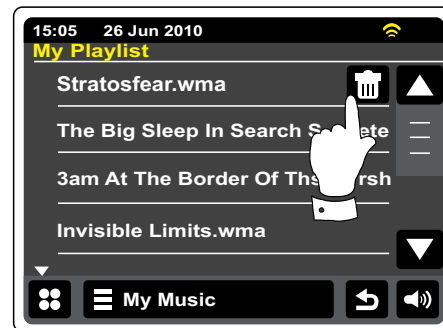 15:05 26 Jun 2010
My Playlist
Stratosfear.wma
The Big Sleep In Search
3am At The Border Of
Invisible Limits.wma
My Music